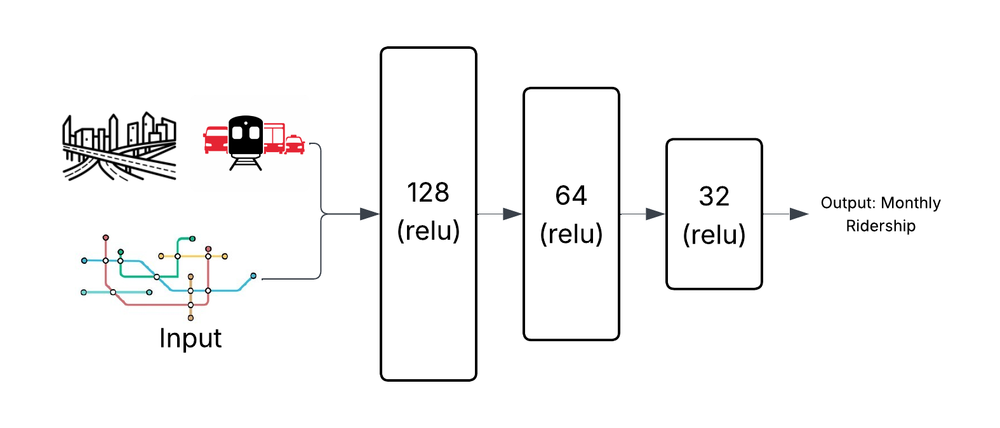 Input
128
(relu)
64
(relu)
32
(relu)
Output: Monthly
Ridership